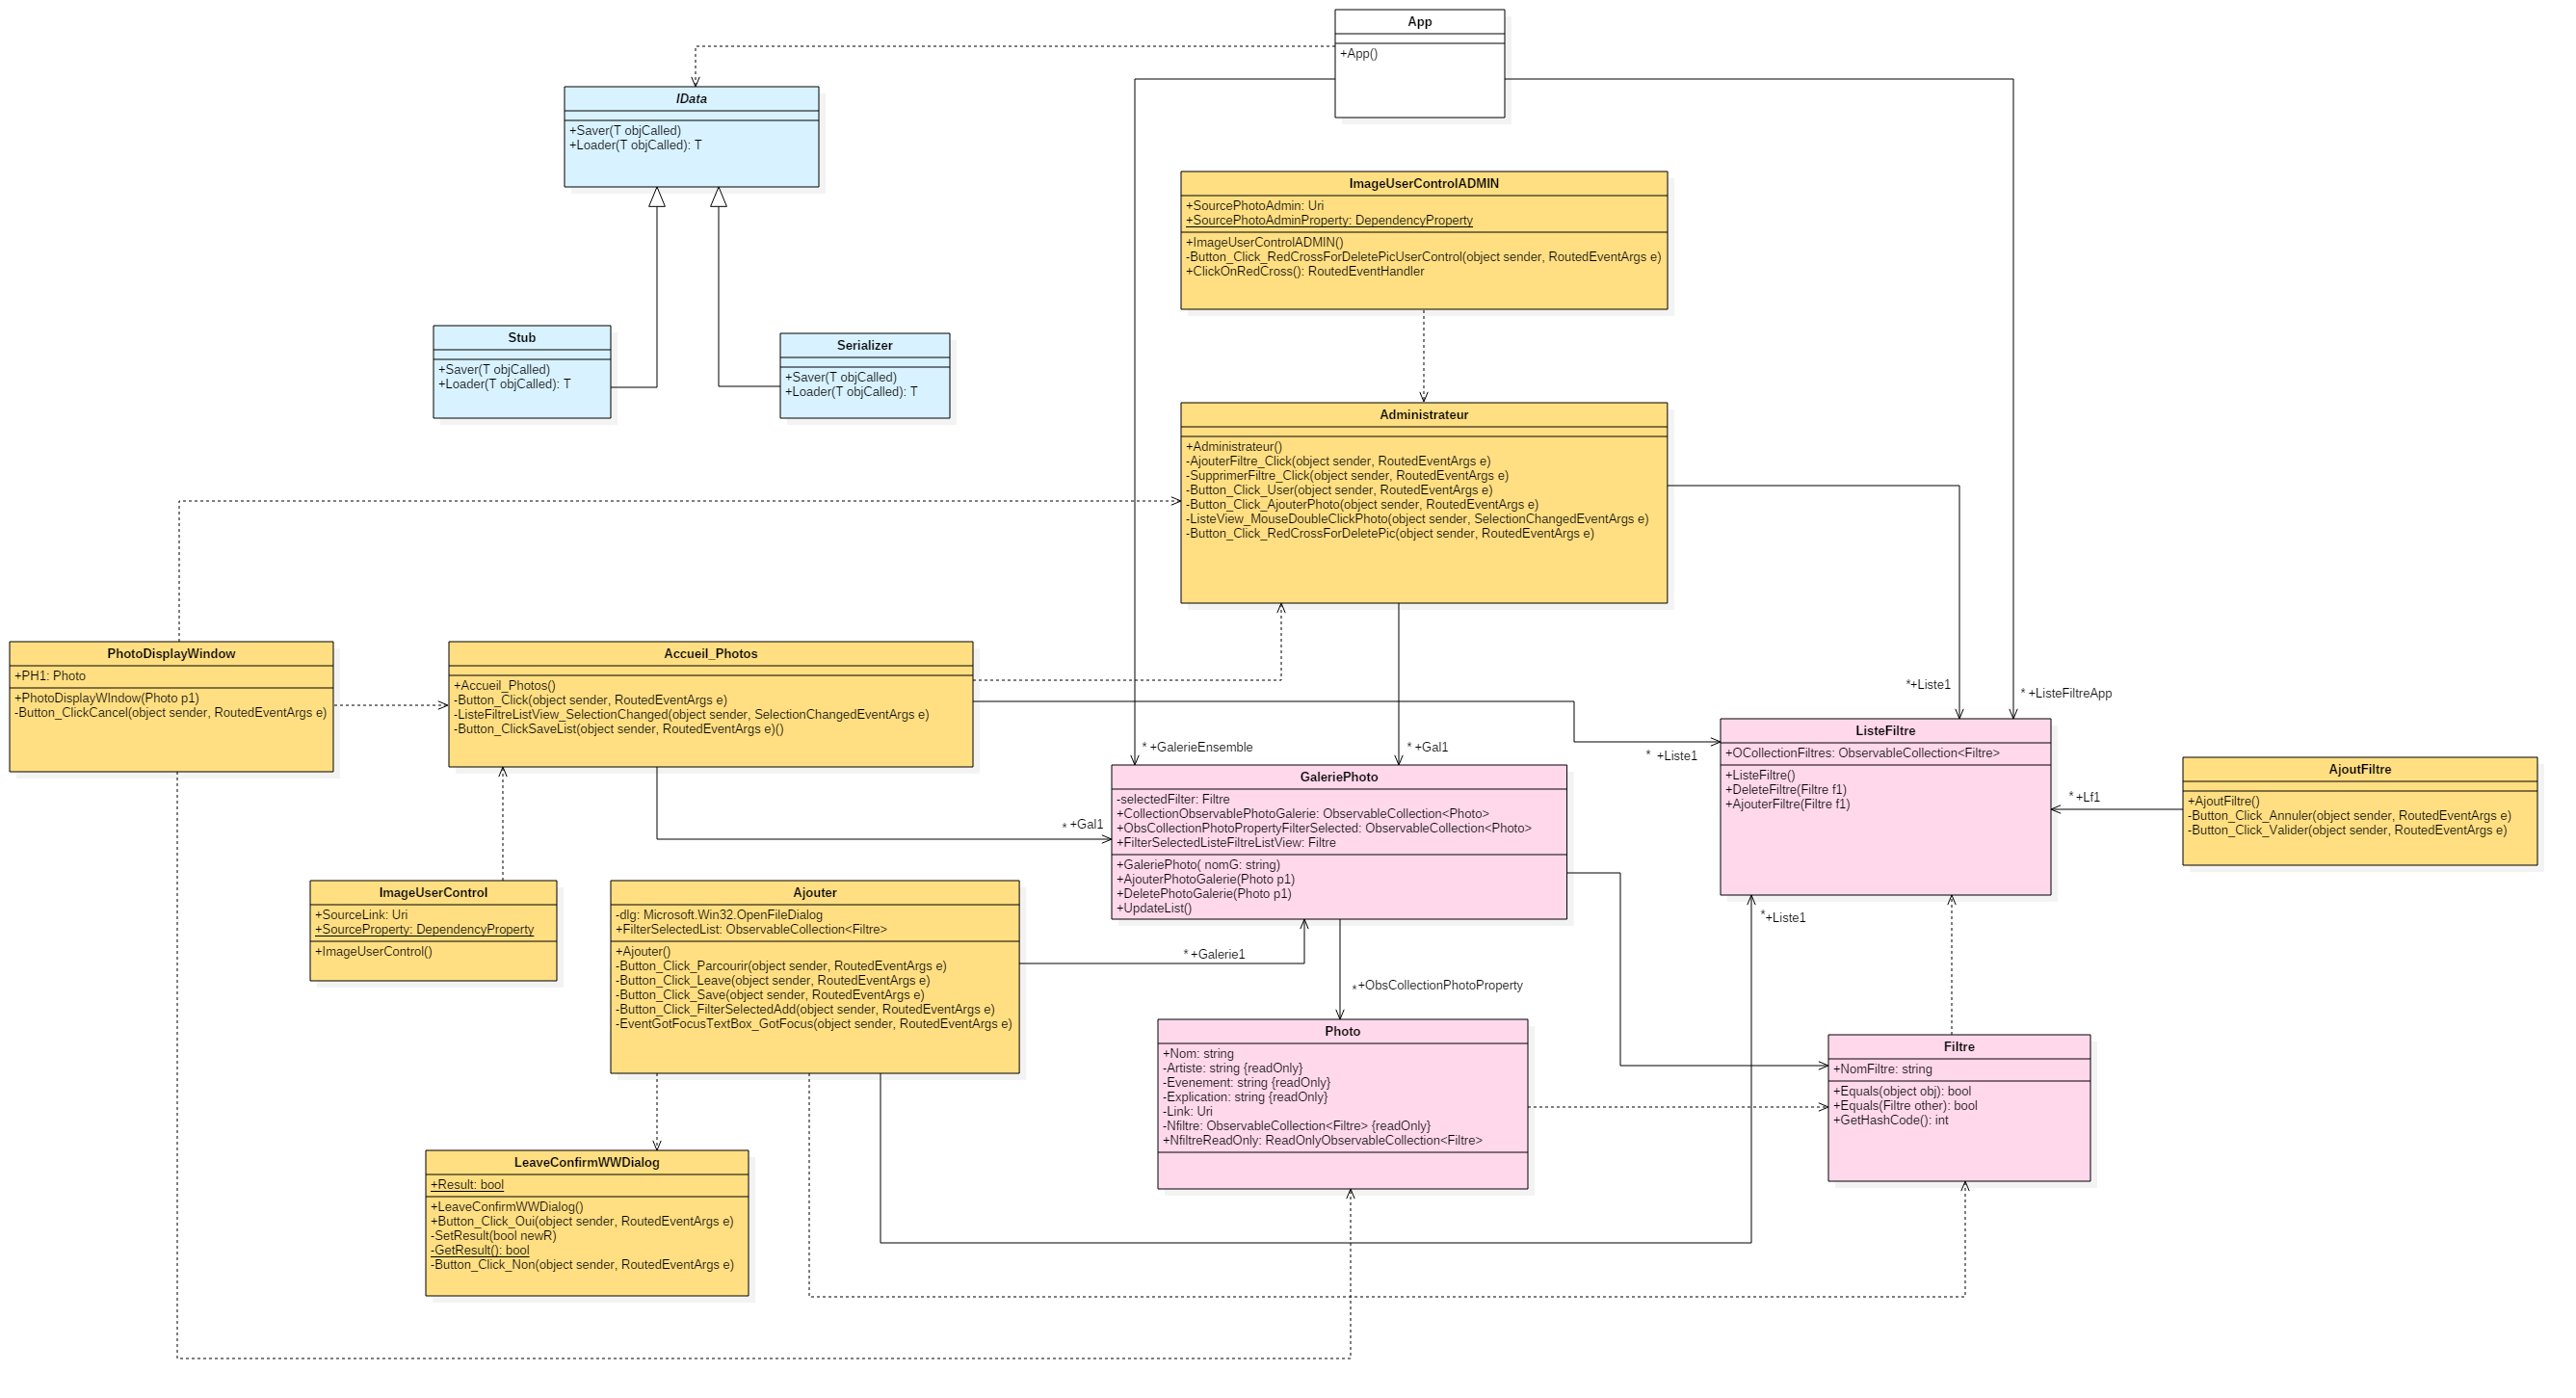 App
+App()
IData
+Saver(T objCalled)
+Loader(T objCalled): T
ImageUserControlADMIN
+SourcePhotoAdmin: Uri
+SourcePhotoAdminProperty: DependencyProperty
+ImageUserControlADMIN()
-Button_Click_RedCrossForDeletePicUserControl(object sender, RoutedEventArgs e)
+ClickOnRedCross(): RoutedEventHandler
Stub
+Saver(T objCalled)
+Loader(T objCalled): T
Serializer
+Saver(T objCalled)
+Loader(T objCalled): T
Administrateur
+Administrateur()
-AjouterFiltre_Click(object sender, RoutedEventArgs e)
-SupprimerFiltre_Click(object sender, RoutedEventArgs e)
-Button_Click_User(object sender, RoutedEventArgs e)
-Button_Click_AjouterPhoto(object sender, RoutedEventArgs e)
-ListeView_MouseDoubleClickPhoto(object sender, SelectionChangedEventArgs e)
-Button_Click_RedCrossForDeletePic(object sender, RoutedEventArgs e)
PhotoDisplayWindow
+PH1: Photo
+PhotoDisplayWIndow(Photo p1)
-Button_ClickCancel(object sender, RoutedEventArgs e)
Accueil_Photos
+Accueil_Photos()
-Button_Click(object sender, RoutedEventArgs e)
-ListeFiltreListView_SelectionChanged(object sender, SelectionChangedEventArgs e)
-Button_ClickSaveList(object sender, RoutedEventArgs e)()
*+Liste1
* +ListeFiltreApp
* +GalerieEnsemble
* +Gal1
* +Liste1
* +Gal1
ListeFiltre
+OCollectionFiltres: ObservableCollection<Filtre>
+ListeFiltre()
+DeleteFiltre(Filtre f1)
+AjouterFiltre(Filtre f1)
* +Lf1
AjoutFiltre
+AjoutFiltre()
-Button_Click_Annuler(object sender, RoutedEventArgs e)
-Button_Click_Valider(object sender, RoutedEventArgs e)
GaleriePhoto
-selectedFilter: Filtre
+CollectionObservablePhotoGalerie: ObservableCollection<Photo>
+ObsCollectionPhotoPropertyFilterSelected: ObservableCollection<Photo>
+FilterSelectedListeFiltreListView: Filtre
+GaleriePhoto( nomG: string)
+AjouterPhotoGalerie(Photo p1)
+DeletePhotoGalerie(Photo p1)
+UpdateList()
ImageUserControl
+SourceLink: Uri
+SourceProperty: DependencyProperty
+ImageUserControl()
Ajouter
-dlg: Microsoft.Win32.OpenFileDialog
+FilterSelectedList: ObservableCollection<Filtre>
+Ajouter()
-Button_Click_Parcourir(object sender, RoutedEventArgs e)
-Button_Click_Leave(object sender, RoutedEventArgs e)
-Button_Click_Save(object sender, RoutedEventArgs e)
-Button_Click_FilterSelectedAdd(object sender, RoutedEventArgs e)
-EventGotFocusTextBox_GotFocus(object sender, RoutedEventArgs e)
* +Galerie1
*+Liste1
*+ObsCollectionPhotoProperty
Photo
+Nom: string
-Artiste: string {readOnly}
-Evenement: string {readOnly}
-Explication: string {readOnly}
-Link: Uri
-Nfiltre: ObservableCollection<Filtre> {readOnly}
+NfiltreReadOnly: ReadOnlyObservableCollection<Filtre>
Filtre
+NomFiltre: string
+Equals(object obj): bool
+Equals(Filtre other): bool
+GetHashCode(): int
LeaveConfirmWWDialog
+Result: bool
+LeaveConfirmWWDialog()
+Button_Click_Oui(object sender, RoutedEventArgs e)
-SetResult(bool newR)
-GetResult(): bool
-Button_Click_Non(object sender, RoutedEventArgs e)